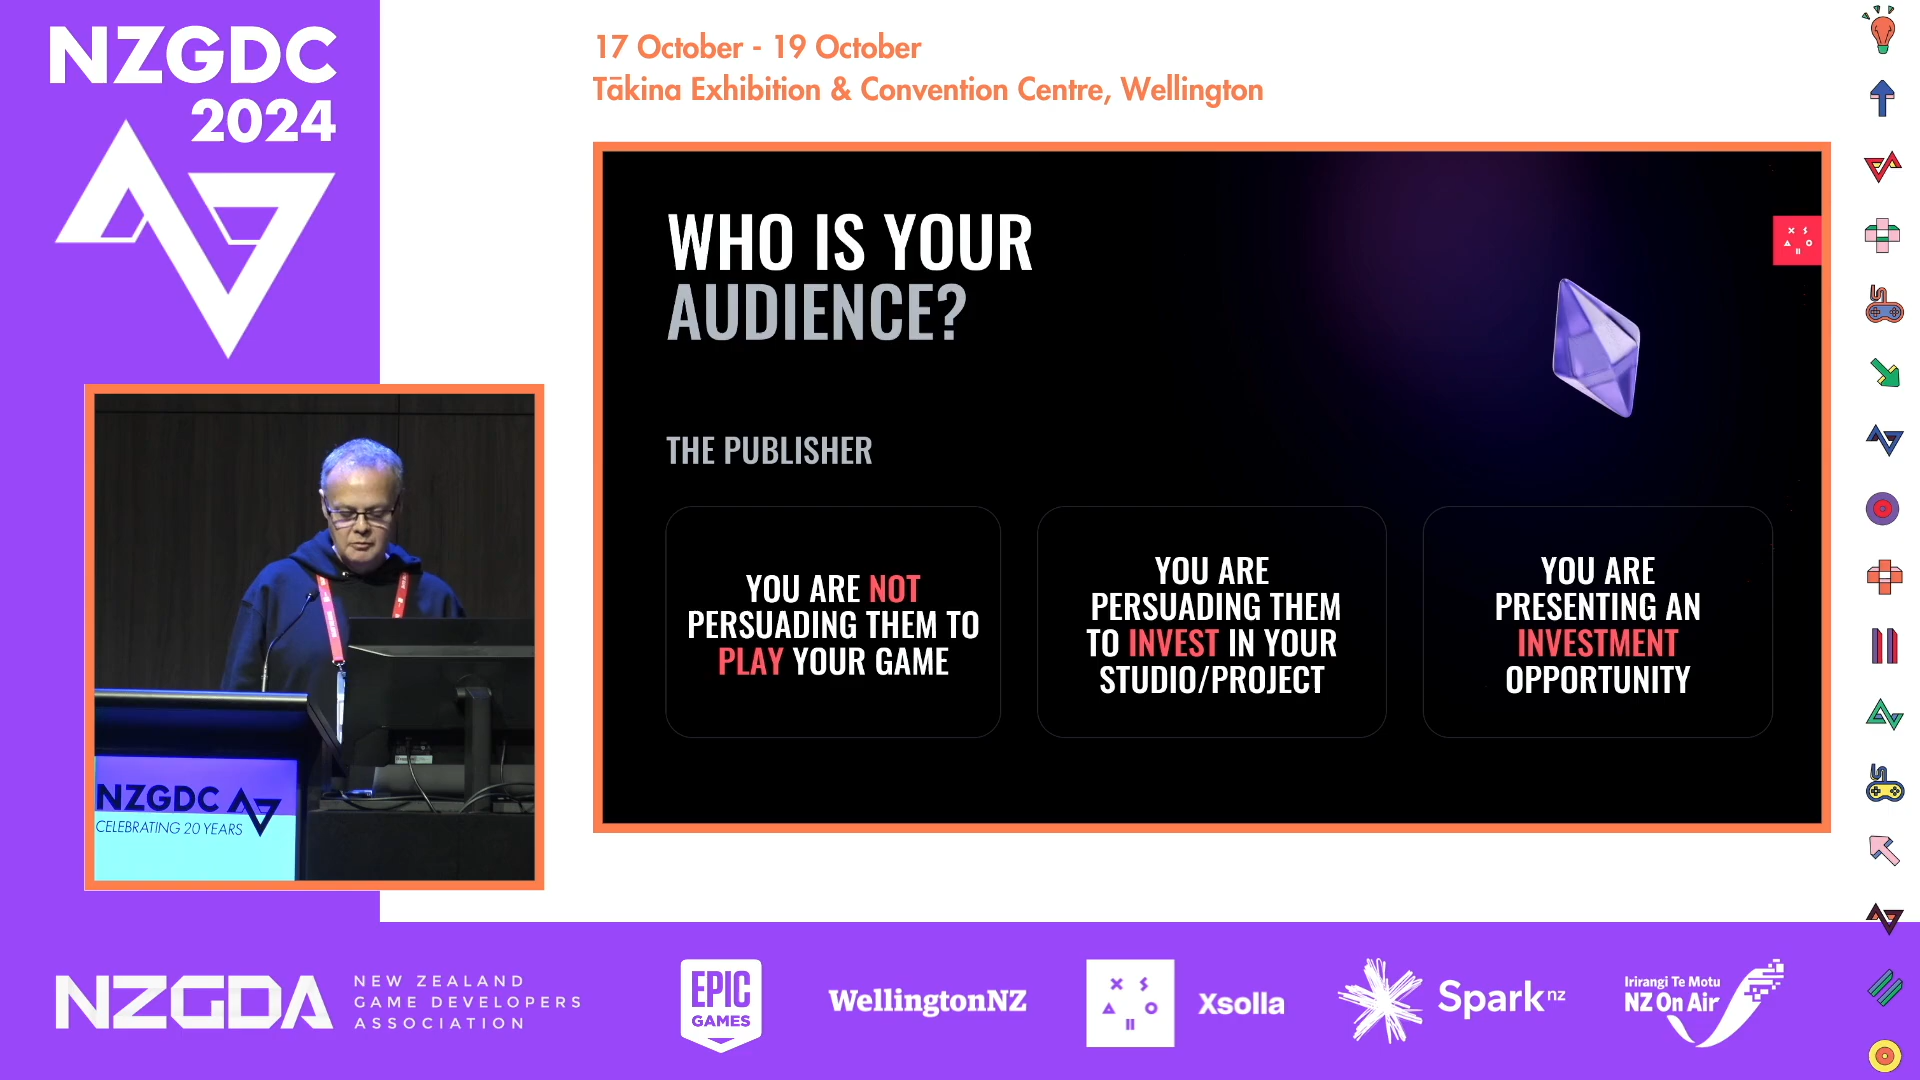 NZGDC
2024
17 October - 19 October
Tākina Exhibition & Convention Centre, Wellington
WHO IS YOUR
AUDIENCE?
THE PUBLISHER
YOU ARE NOT
PERSUADING THEM TO
PLAY YOUR GAME
YOU ARE
PERSUADING THEM
TO INVEST IN YOUR
STUDIO/PROJECT
YOU ARE
PRESENTING AN
INVESTMENT
OPPORTUNITY
NZGDC
CELEBRATING 20 YEARS
NZGDA
NEW ZEALAND
GAME DEVELOPERS
ASSOCIATION
EPIC
GAMES
WellingtonNZ
Xsolla
Spark nz
Irirangi Te Motu
NZ On Air